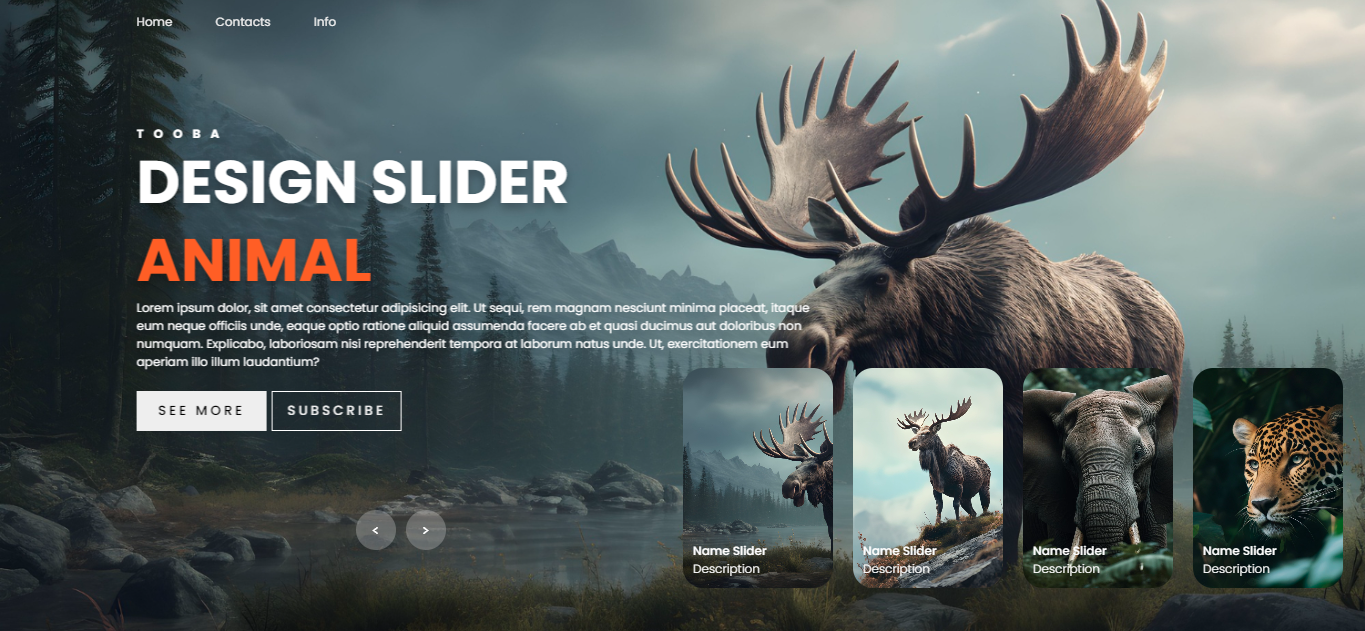 Home Contacts Info
TOOBA
DESIGN SLIDER
ANIMAL
Lorem ipsum dolor, sit amet consectetur adipisicing elit. Ut sequi, rem magnam nesciunt minima placeat, itaque
eum neque officiis unde, eaque optio ratione aliquid assumenda facere ab et quasi ducimus aut doloribus non
numquam. Explicabo, laboriosam nisi reprehenderit tempora at laborum natus unde. Ut, exercitationem eum
aperiam illo illum laudantium?
SEE MORE SUBSCRIBE
< >
Name Slider Name Slider Name Slider Name Slider
Description Description Description Description